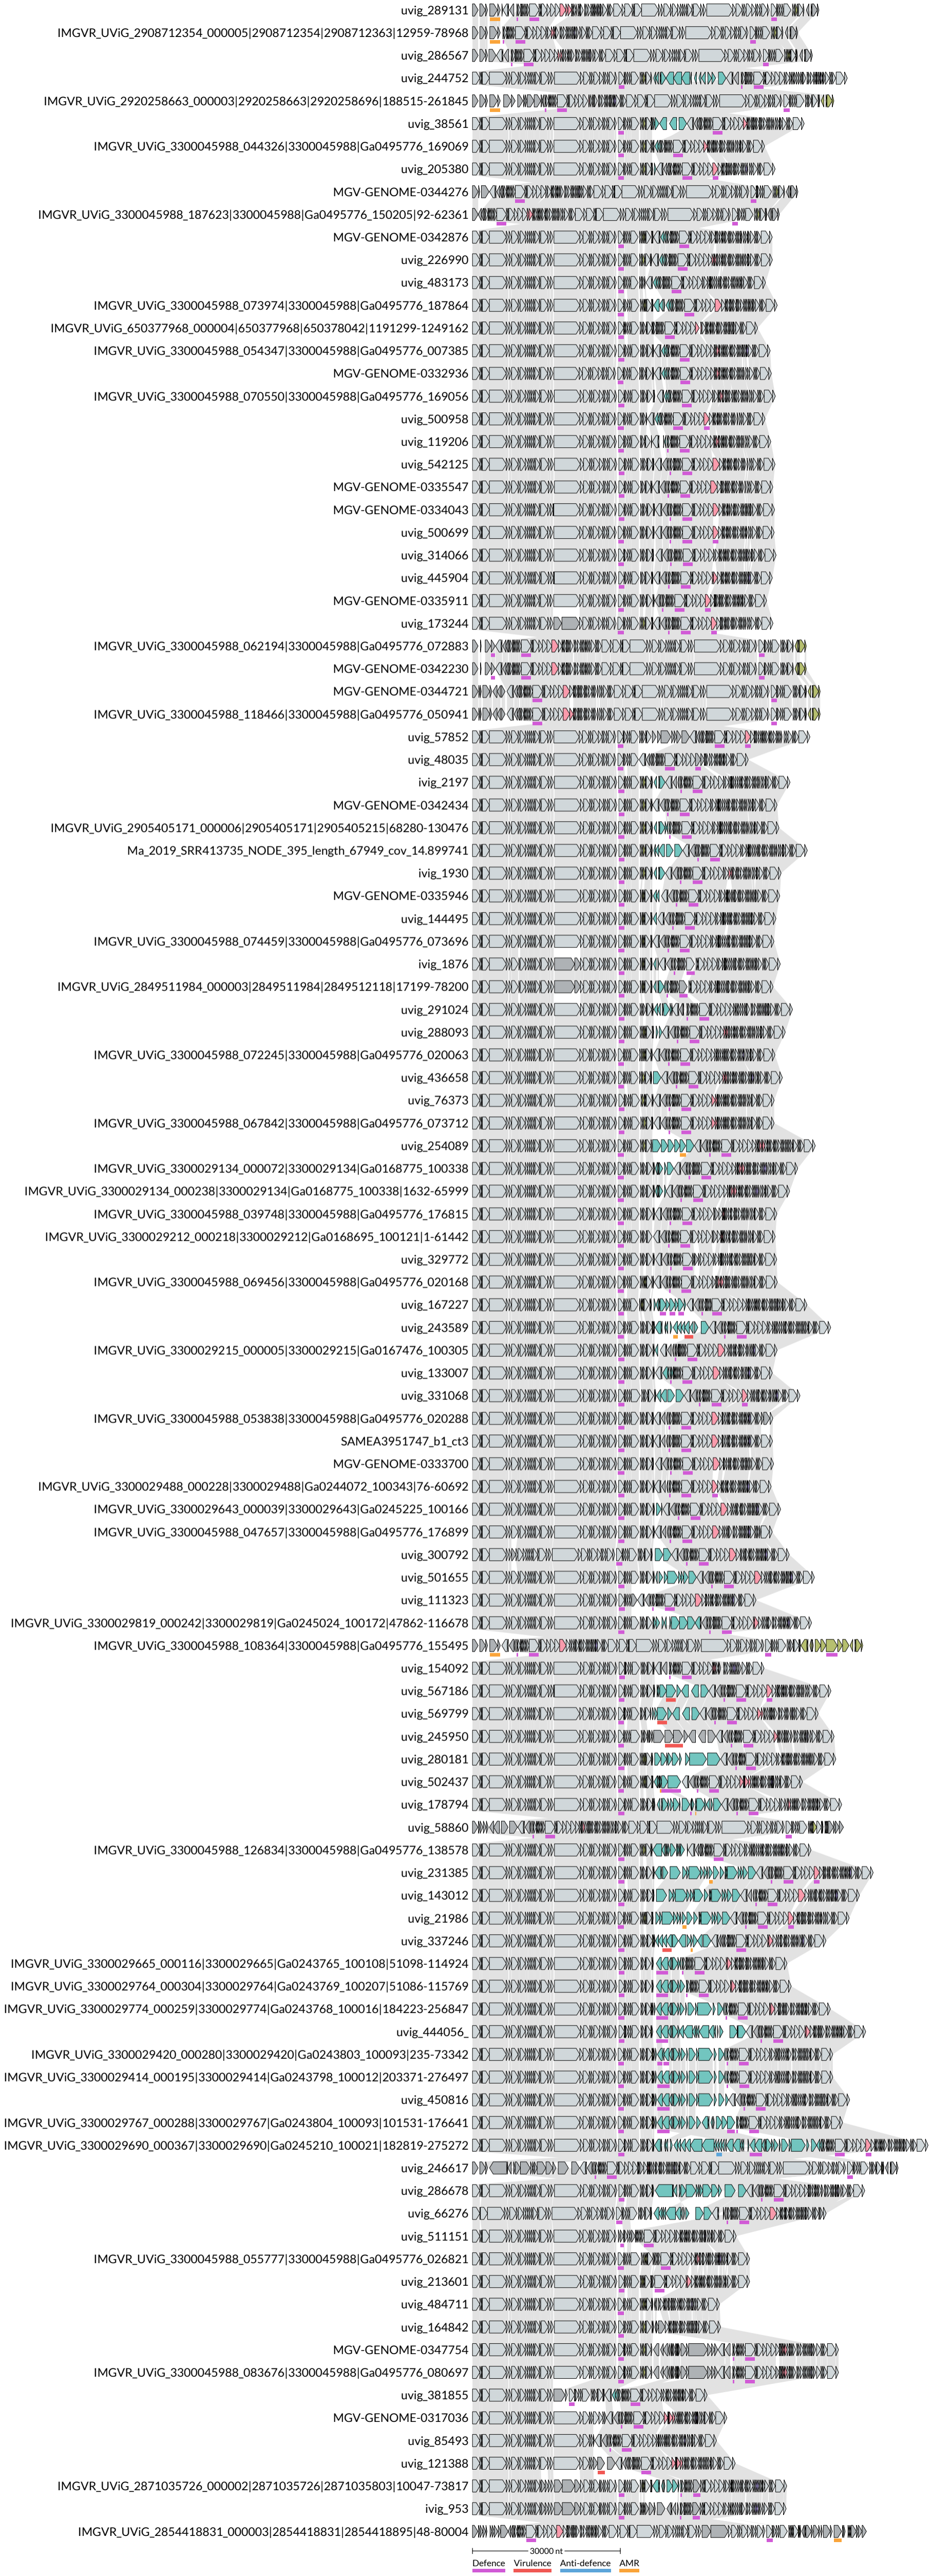 uvig_289131
IMGVR_UViG_2908712354_000005|2908712354|2908712363|12959-78968
uvig_286567
uvig_244752
IMGVR_UViG_2920258663_000003|2920258663|2920258696|188515-261845
uvig_38561
IMGVR_UViG_3300045988_044326|3300045988|Ga0495776_169069
uvig_205380
MGV-GENOME-0344276
IMGVR_UViG_3300045988_187623|3300045988|Ga0495776_150205|92-62361
MGV-GENOME-0342876
uvig_226990
uvig_483173
IMGVR_UViG_3300045988_073974|3300045988|Ga0495776_187864
IMGVR_UViG_650377968_000004|650377968|650378042|1191299-1249162
IMGVR_UViG_3300045988_054347|3300045988|Ga0495776_007385
MGV-GENOME-0332936
IMGVR_UViG_3300045988_070550|3300045988|Ga0495776_169056
uvig_500958
uvig_119206
uvig_542125
MGV-GENOME-0335547
MGV-GENOME-0334043
uvig_500699
uvig_314066
uvig_445904
MGV-GENOME-0335911
uvig_173244
IMGVR_UViG_3300045988_062194|3300045988|Ga0495776_072883
MGV-GENOME-0342230
MGV-GENOME-0344721
IMGVR_UViG_3300045988_118466|3300045988|Ga0495776_050941
uvig_57852
uvig_48035
ivig_2197
MGV-GENOME-0342434
IMGVR_UViG_2905405171_000006|2905405171|2905405215|68280-130476
Ma_2019_SRR413735_NODE_395_length_67949_cov_14.899741
ivig_1930
MGV-GENOME-0335946
uvig_144495
IMGVR_UViG_3300045988_074459|3300045988|Ga0495776_073696
ivig_1876
IMGVR_UViG_2849511984_000003|2849511984|2849512118|17199-78200
uvig_291024
uvig_288093
IMGVR_UViG_3300045988_072245|3300045988|Ga0495776_020063
uvig_436658
uvig_76373
IMGVR_UViG_3300045988_067842|3300045988|Ga0495776_073712
uvig_254089
IMGVR_UViG_3300029134_000072|3300029134|Ga0168775_100338
IMGVR_UViG_3300029134_000238|3300029134|Ga0168775_100338|1632-65999
IMGVR_UViG_3300045988_039748|3300045988|Ga0495776_176815
IMGVR_UViG_3300029212_000218|3300029212|Ga0168695_100121|1-61442
uvig_329772
IMGVR_UViG_3300045988_069456|3300045988|Ga0495776_020168
uvig_167227
uvig_243589
IMGVR_UViG_3300029215_000005|3300029215|Ga0167476_100305
uvig_133007
uvig_331068
IMGVR_UViG_3300045988_053838|3300045988|Ga0495776_020288
SAMEA3951747_b1_ct3
MGV-GENOME-0333700
IMGVR_UViG_3300029488_000228|3300029488|Ga0244072_100343|76-60692
IMGVR_UViG_3300029643_000039|3300029643|Ga0245225_100166
IMGVR_UViG_3300045988_047657|3300045988|Ga0495776_176899
uvig_300792
uvig_501655
uvig_111323
IMGVR_UViG_3300029819_000242|3300029819|Ga0245024_100172|47862-116678
IMGVR_UViG_3300045988_108364|3300045988|Ga0495776_155495
uvig_154092
uvig_567186
uvig_569799
uvig_245950
uvig_280181
uvig_502437
uvig_178794
uvig_58860
IMGVR_UViG_3300045988_126834|3300045988|Ga0495776_138578
uvig_231385
uvig_143012
uvig_21986
uvig_337246
IMGVR_UViG_3300029665_000116|3300029665|Ga0243765_100108|51098-114924
IMGVR_UViG_3300029764_000304|3300029764|Ga0243769_100207|51086-115769
IMGVR_UViG_3300029774_000259|3300029774|Ga0243768_100016|184223-256847
uvig_444056_
IMGVR_UViG_3300029420_000280|3300029420|Ga0243803_100093|235-73342
IMGVR_UViG_3300029414_000195|3300029414|Ga0243798_100012|203371-276497
uvig_450816
IMGVR_UViG_3300029767_000288|3300029767|Ga0243804_100093|101531-176641
IMGVR_UViG_3300029690_000367|3300029690|Ga0245210_100021|182819-275272
uvig_246617
uvig_286678
uvig_66276
uvig_511151
IMGVR_UViG_3300045988_055777|3300045988|Ga0495776_026821
uvig_213601
uvig_484711
uvig_164842
MGV-GENOME-0347754
IMGVR_UViG_3300045988_083676|3300045988|Ga0495776_080697
uvig_381855
MGV-GENOME-0317036
uvig_85493
uvig_121388
IMGVR_UViG_2871035726_000002|2871035726|2871035803|10047-73817
ivig_953
IMGVR_UViG_2854418831_000003|2854418831|2854418895|48-80004
30000 nt
Defence Virulence Anti-defence AMR